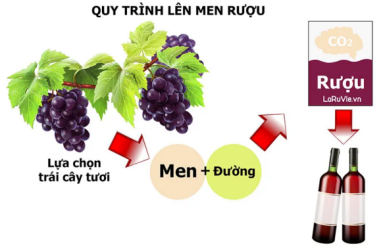 QUY TRÌNH LÊN MEN RƯỢU
CO₂
Rượu
LaRuVie.vn
Lựa chọn
trái cây tươi
Men + Đường